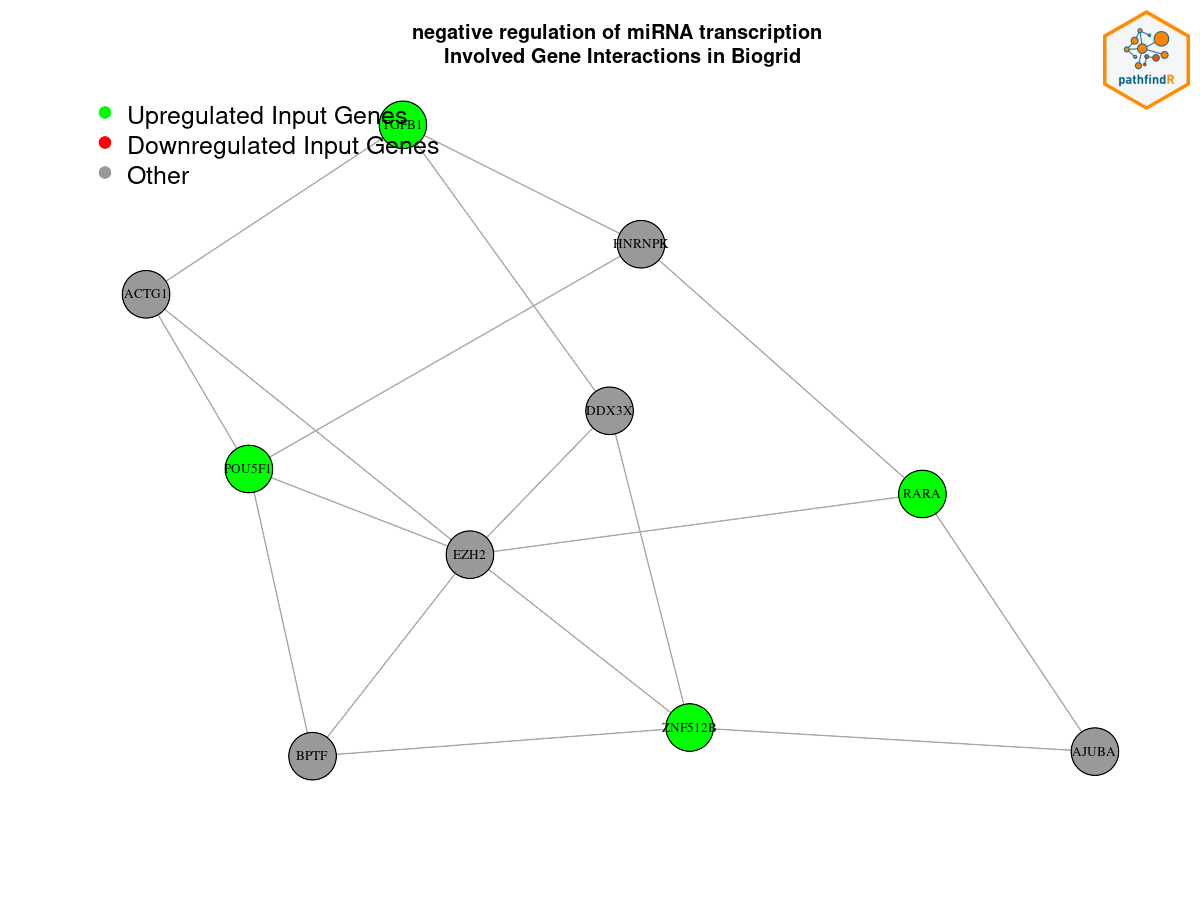 negative regulation of miRNA transcription
Involved Gene Interactions in Biogrid
pathfindR
Upregulated Input Genes
TGFB1
Downregulated Input Genes
Other
HNRNPK
ACTG1
DDX3X
POU5F1
RARA
EZH2
ZNF512B
BPTF
AJUBA